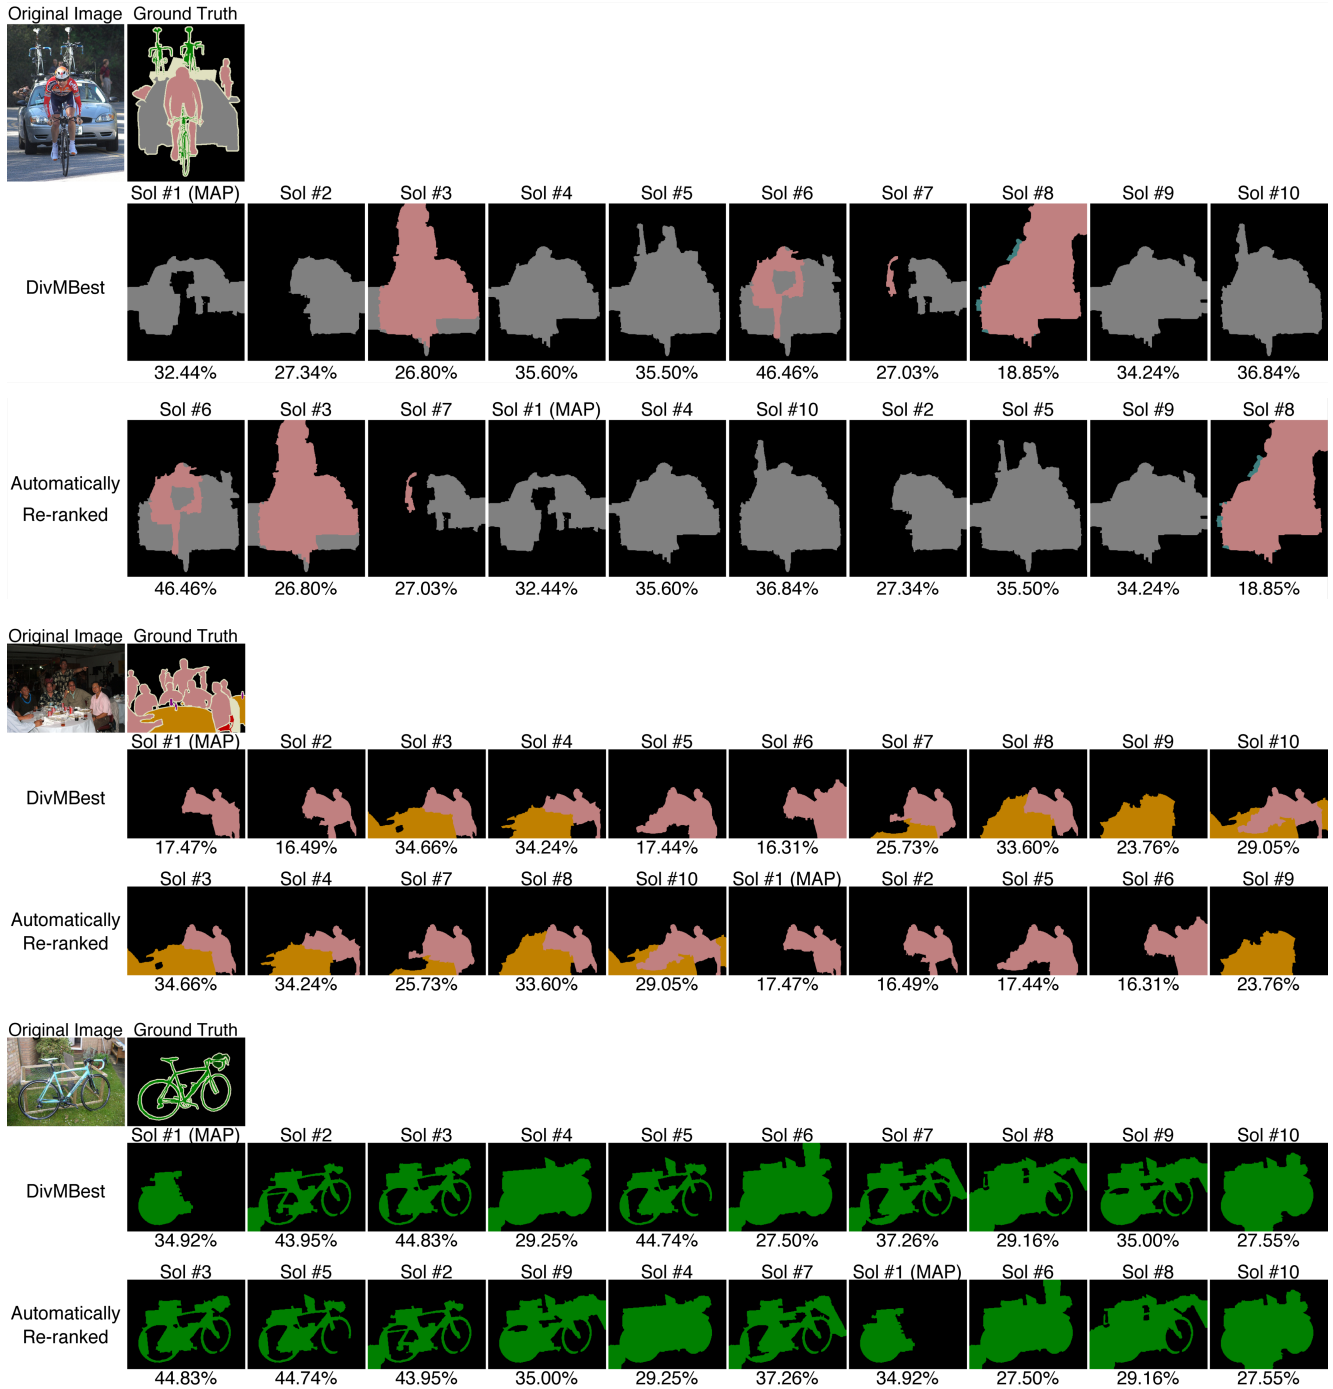 Original Image Ground Truth
Sol #1 (MAP) Sol #2 Sol #3 Sol #4 Sol #5 Sol #6 Sol #7 Sol #8 Sol #9 Sol #10
DivMBest
32.44% 27.34% 26.80% 35.60% 35.50% 46.46% 27.03% 18.85% 34.24% 36.84%
Sol #6 Sol #3 Sol #7 Sol #1 (MAP) Sol #4 Sol #10 Sol #2 Sol #5 Sol #9 Sol #8
Automatically
Re-ranked
46.46% 26.80% 27.03% 32.44% 35.60% 36.84% 27.34% 35.50% 34.24% 18.85%
Original Image Ground Truth
Sol #1 (MAP) Sol #2 Sol #3 Sol #4 Sol #5 Sol #6 Sol #7 Sol #8 Sol #9 Sol #10
DivMBest
17.47% 16.49% 34.66% 34.24% 17.44% 16.31% 25.73% 33.60% 23.76% 29.05%
Sol #3 Sol #4 Sol #7 Sol #8 Sol #10 Sol #1 (MAP) Sol #2 Sol #5 Sol #6 Sol #9
Automatically
Re-ranked
34.66% 34.24% 25.73% 33.60% 29.05% 17.47% 16.49% 17.44% 16.31% 23.76%
Original Image Ground Truth
Sol #1 (MAP) Sol #2 Sol #3 Sol #4 Sol #5 Sol #6 Sol #7 Sol #8 Sol #9 Sol #10
DivMBest
34.92% 43.95% 44.83% 29.25% 44.74% 27.50% 37.26% 29.16% 35.00% 27.55%
Sol #3 Sol #5 Sol #2 Sol #9 Sol #4 Sol #7 Sol #1 (MAP) Sol #6 Sol #8 Sol #10
Automatically
Re-ranked
44.83% 44.74% 43.95% 35.00% 29.25% 37.26% 34.92% 27.50% 29.16% 27.55%